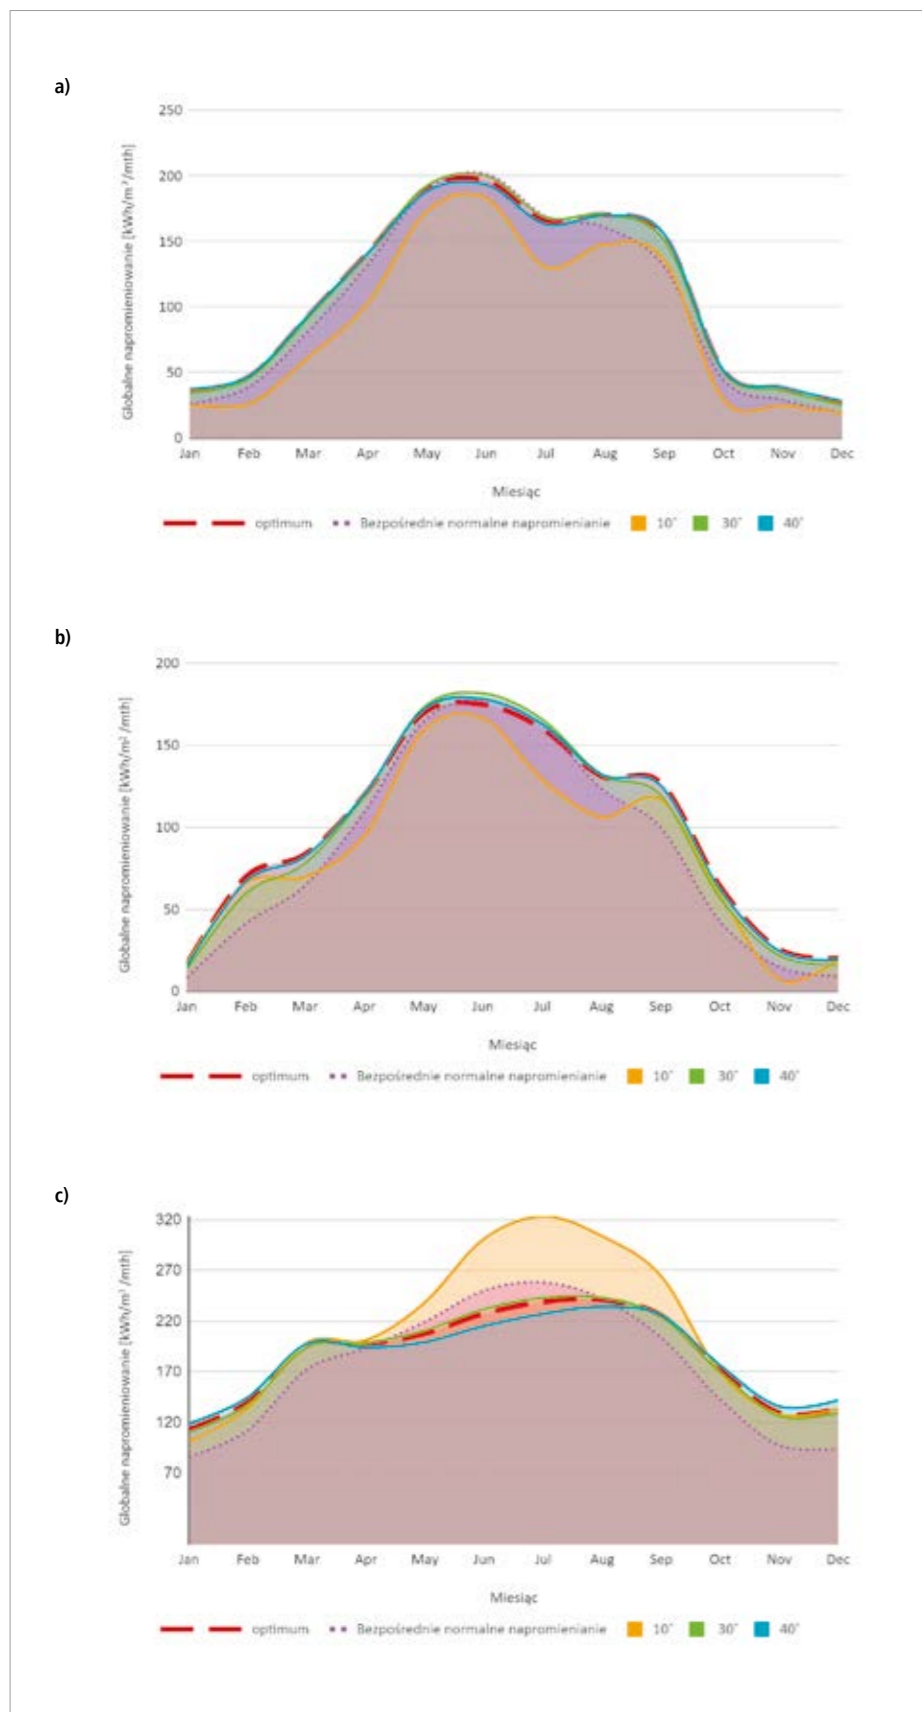 a)
Globalne napromieniowanie [kWh/m²/mth]
250
200
150
100
50
0
Jan Feb Mar Apr May Jun Jul Aug Sep Oct Nov Dec
Miesiąc
optimum Bezpośrednie normalne napromienianie 10° 30° 40°
b)
Globalne napromieniowanie [kWh/m²/mth]
200
150
100
50
0
Jan Feb Mar Apr May Jun Jul Aug Sep Oct Nov Dec
Miesiąc
optimum Bezpośrednie normalne napromienianie 10° 30° 40°
c)
Globalne napromieniowanie [kWh/m²/mth]
320
270
220
170
120
70
Jan Feb Mar Apr May Jun Jul Aug Sep Oct Nov Dec
Miesiąc
optimum Bezpośrednie normalne napromienianie 10° 30° 40°